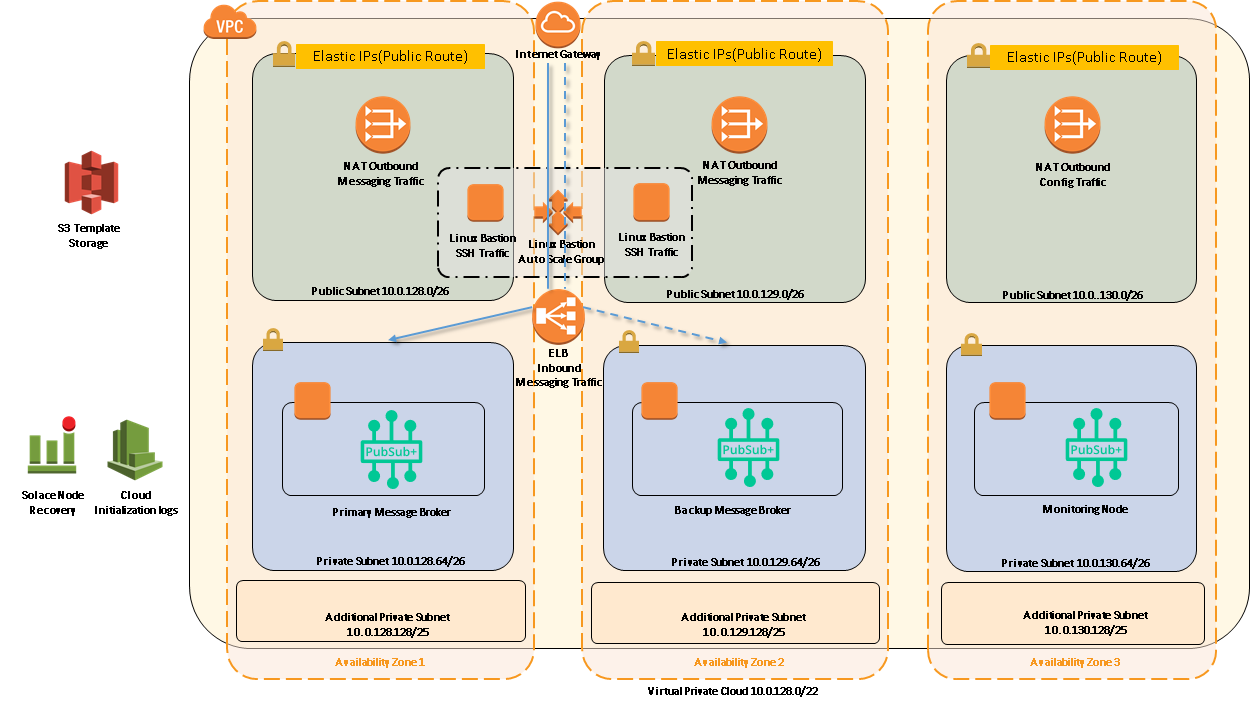 VPC
Internet Gateway
Elastic IPs(Public Route)
Elastic IPs(Public Route)
Elastic IPs(Public Route)
NAT Outbound
Messaging Traffic
NAT Outbound
Messaging Traffic
NAT Outbound
Config Traffic
S3 Template
Storage
Linux Bastion
SSH Traffic
Linux Bastion
Auto Scale Group
Linux Bastion
SSH Traffic
Public Subnet 10.0.128.0/26
Public Subnet 10.0.129.0/26
Public Subnet 10.0..130.0/26
ELB
Inbound
Messaging Traffic
PubSub+
PubSub+
PubSub+
Solace Node
Recovery
Cloud
Initialization logs
Primary Message Broker
Backup Message Broker
Monitoring Node
Private Subnet 10.0.128.64/26
Private Subnet 10.0.129.64/26
Private Subnet 10.0.130.64/26
Additional Private Subnet
10.0.128.128/25
Additional Private Subnet
10.0.129.128/25
Additional Private Subnet
10.0.130.128/25
Availability Zone 1
Availability Zone 2
Availability Zone 3
Virtual Private Cloud 10.0.128.0/22